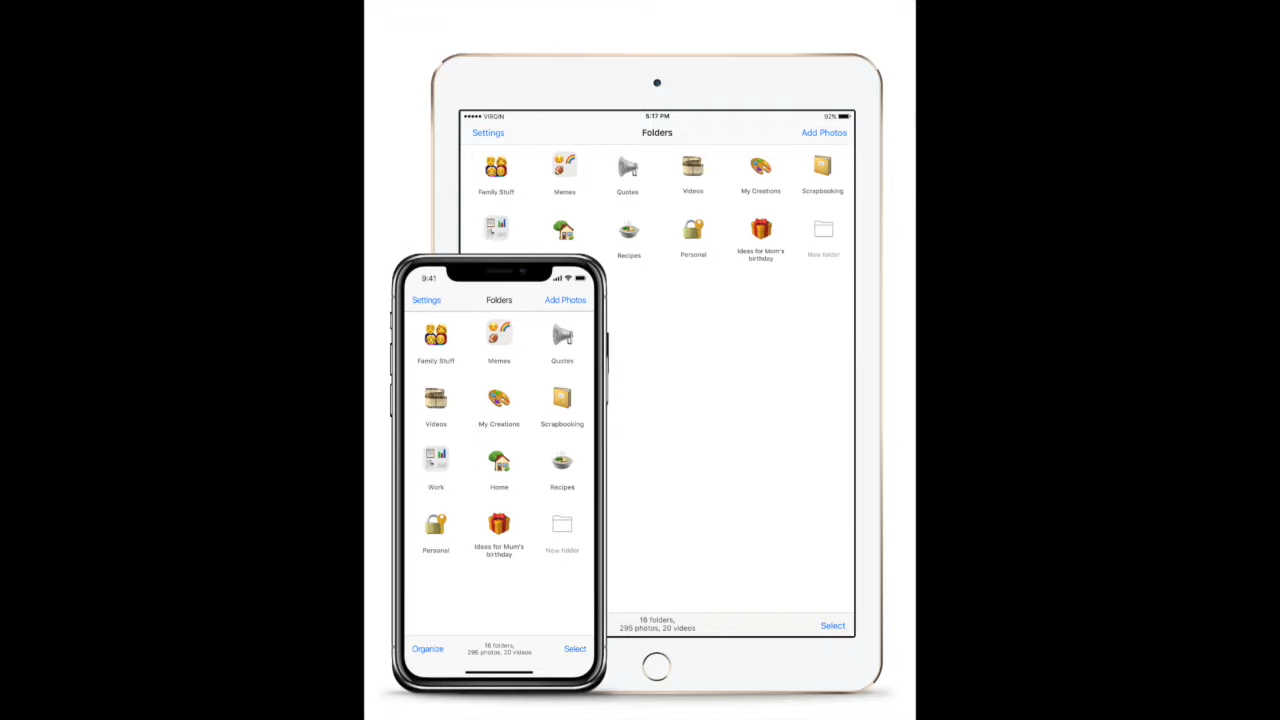 VIRGIN 5:17 PM 92%
Settings Folders Add Photos
Family Stuff Memes Quotes Videos My Creations Scrapbooking
Recipes Personal Ideas for Mom's New folder
birthday
16 folders,
295 photos, 20 videos Select
9:41
Settings Folders Add Photos
Family Stuff Memes Quotes
Videos My Creations Scrapbooking
Work Home Recipes
Personal Ideas for Mum's New folder
birthday
Organize 16 folders, Select
295 photos, 20 videos